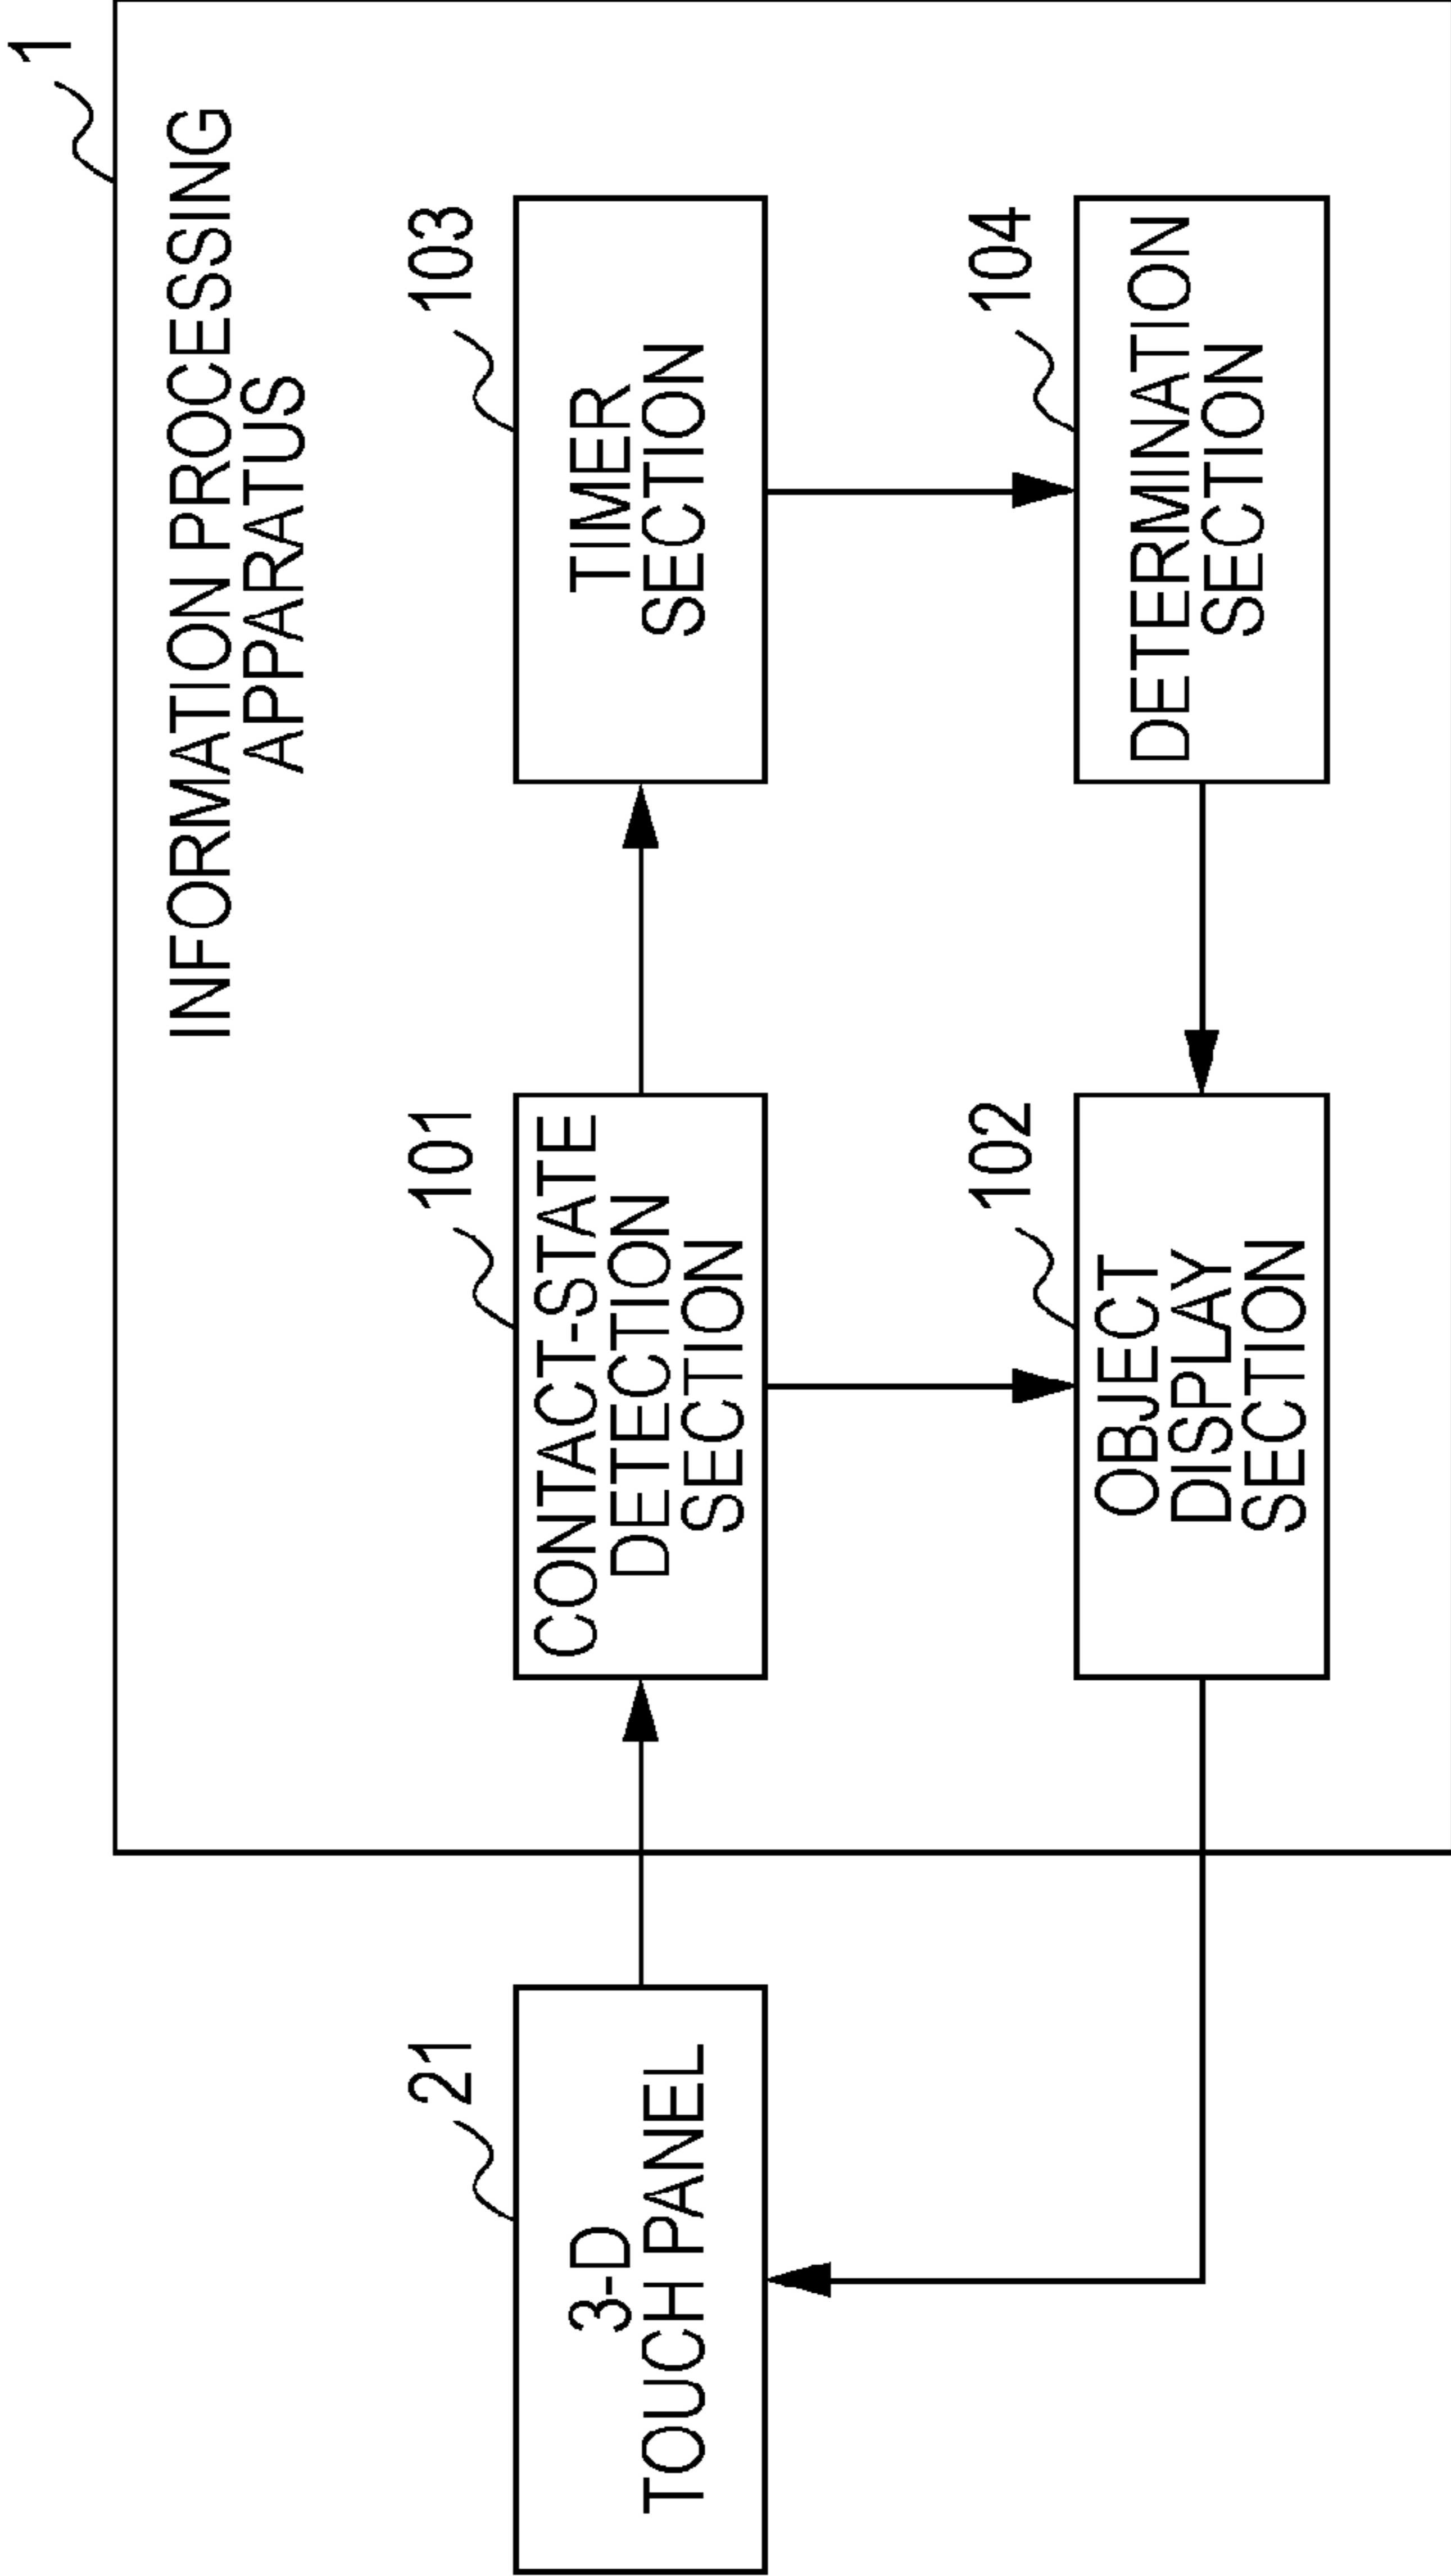 1
INFORMATION PROCESSING
APPARATUS
21
3-D
TOUCH PANEL
101
CONTACT-STATE
DETECTION
SECTION
103
TIMER
SECTION
102
OBJECT
DISPLAY
SECTION
104
DETERMINATION
SECTION